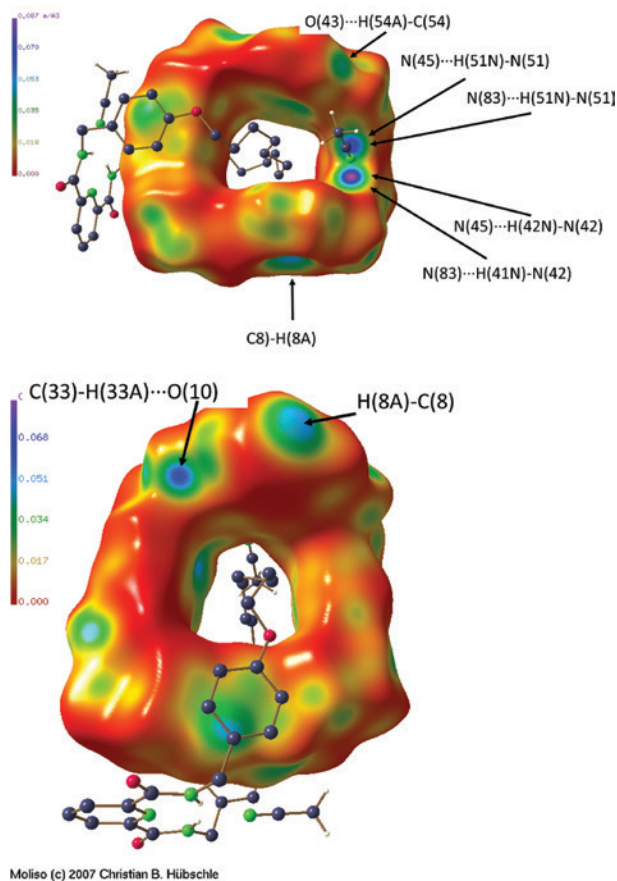 0.087 e/A3
0.070
0.053
0.035
0.018
0.000
O(43)···H(54A)-C(54)
N(45)···H(51N)-N(51)
N(83)···H(51N)-N(51)
N(45)···H(42N)-N(42)
N(83)···H(41N)-N(42)
C8)-H(8A)
C(33)-H(33A)···O(10)
H(8A)-C(8)
0.068
0.051
0.034
0.017
0.000
Moliso (c) 2007 Christian B. Hübschle